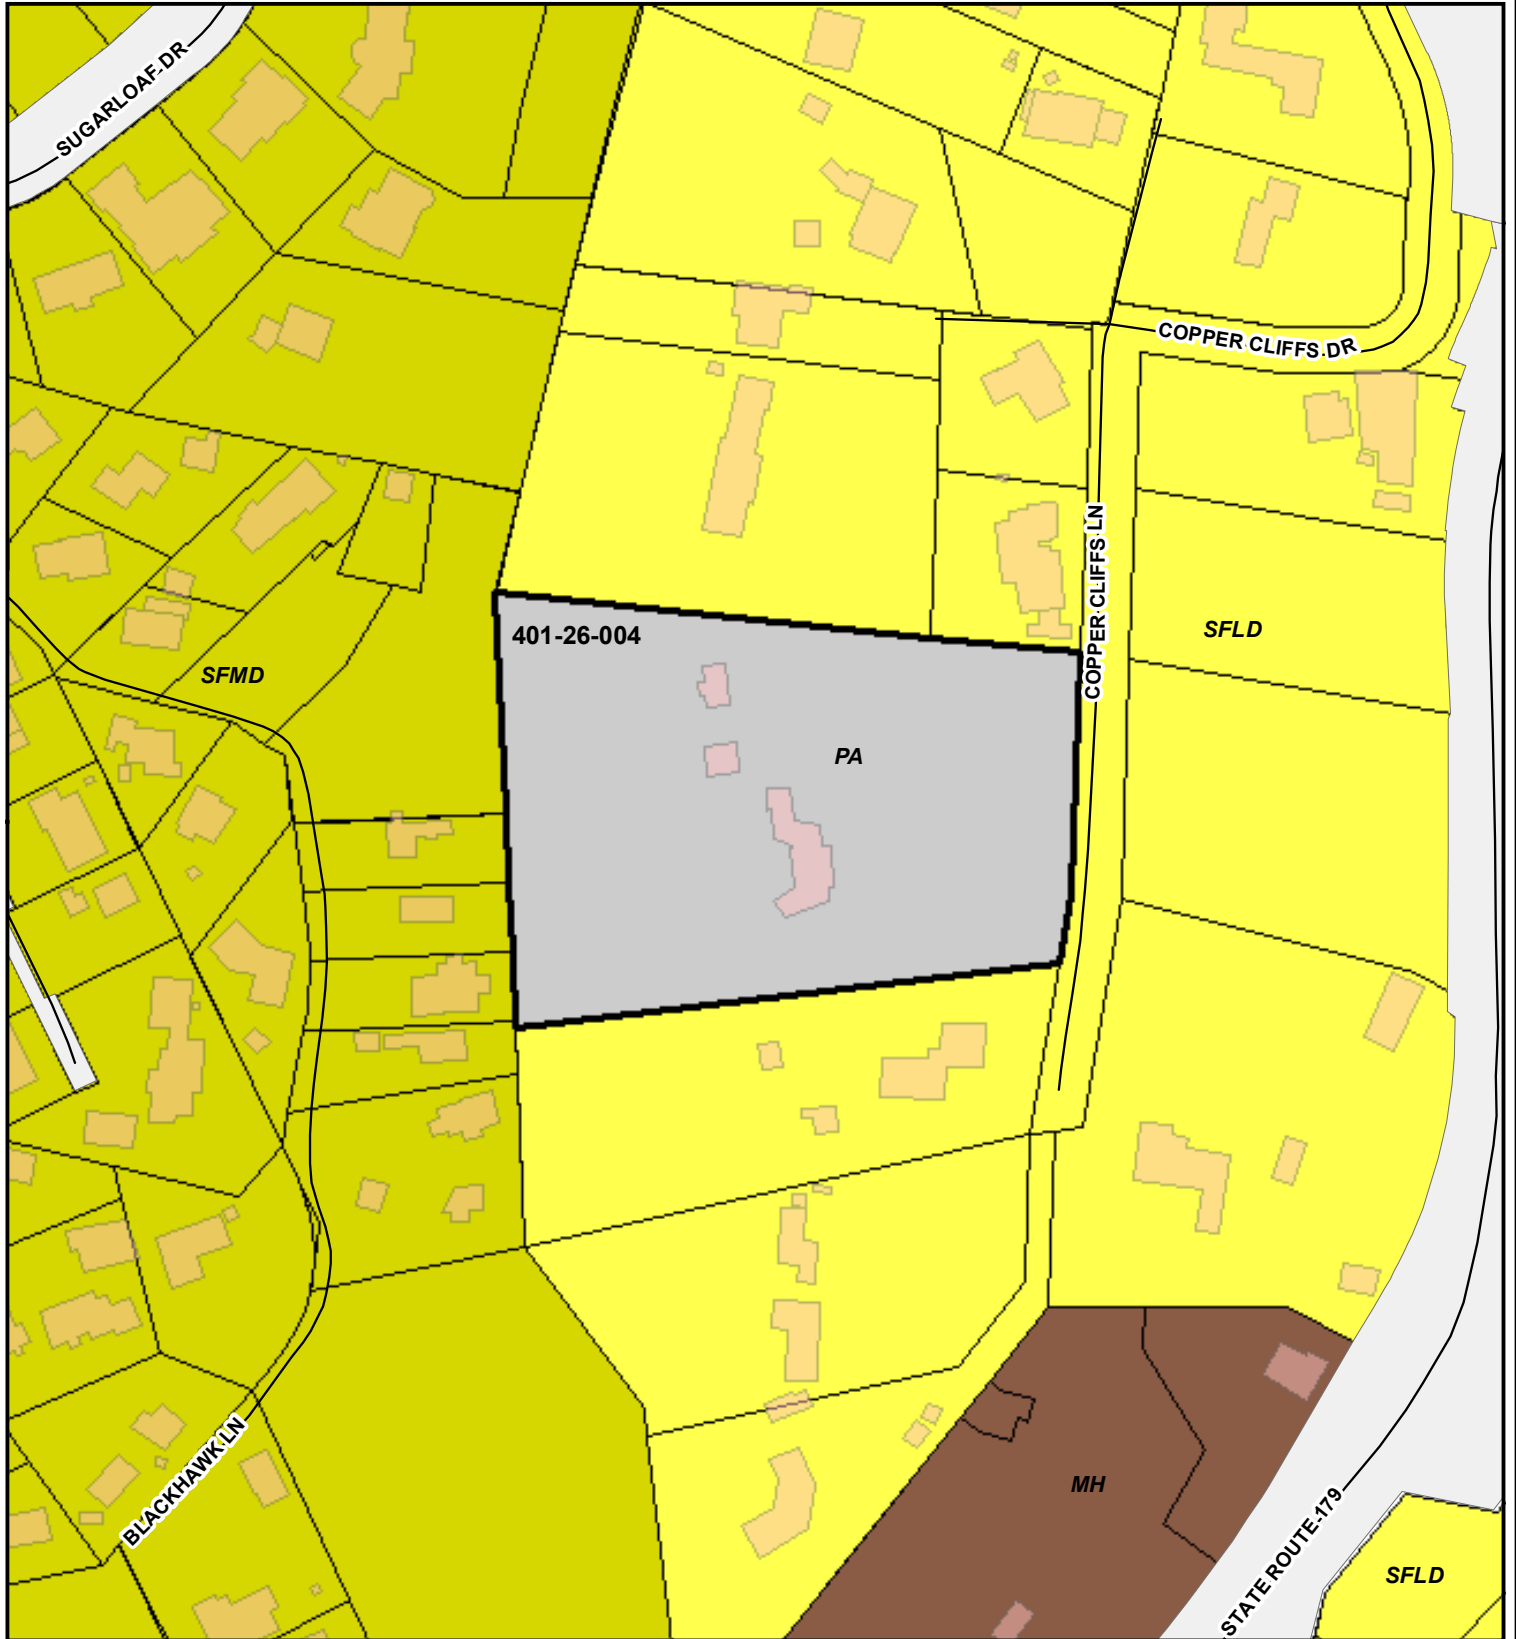 SUGARLOAF DR
COPPER CLIFFS DR
COPPER CLIFFS LN
401-26-004
SFLD
SFMD
PA
BLACKHAWK LN
MH
STATE ROUTE 179
SFLD